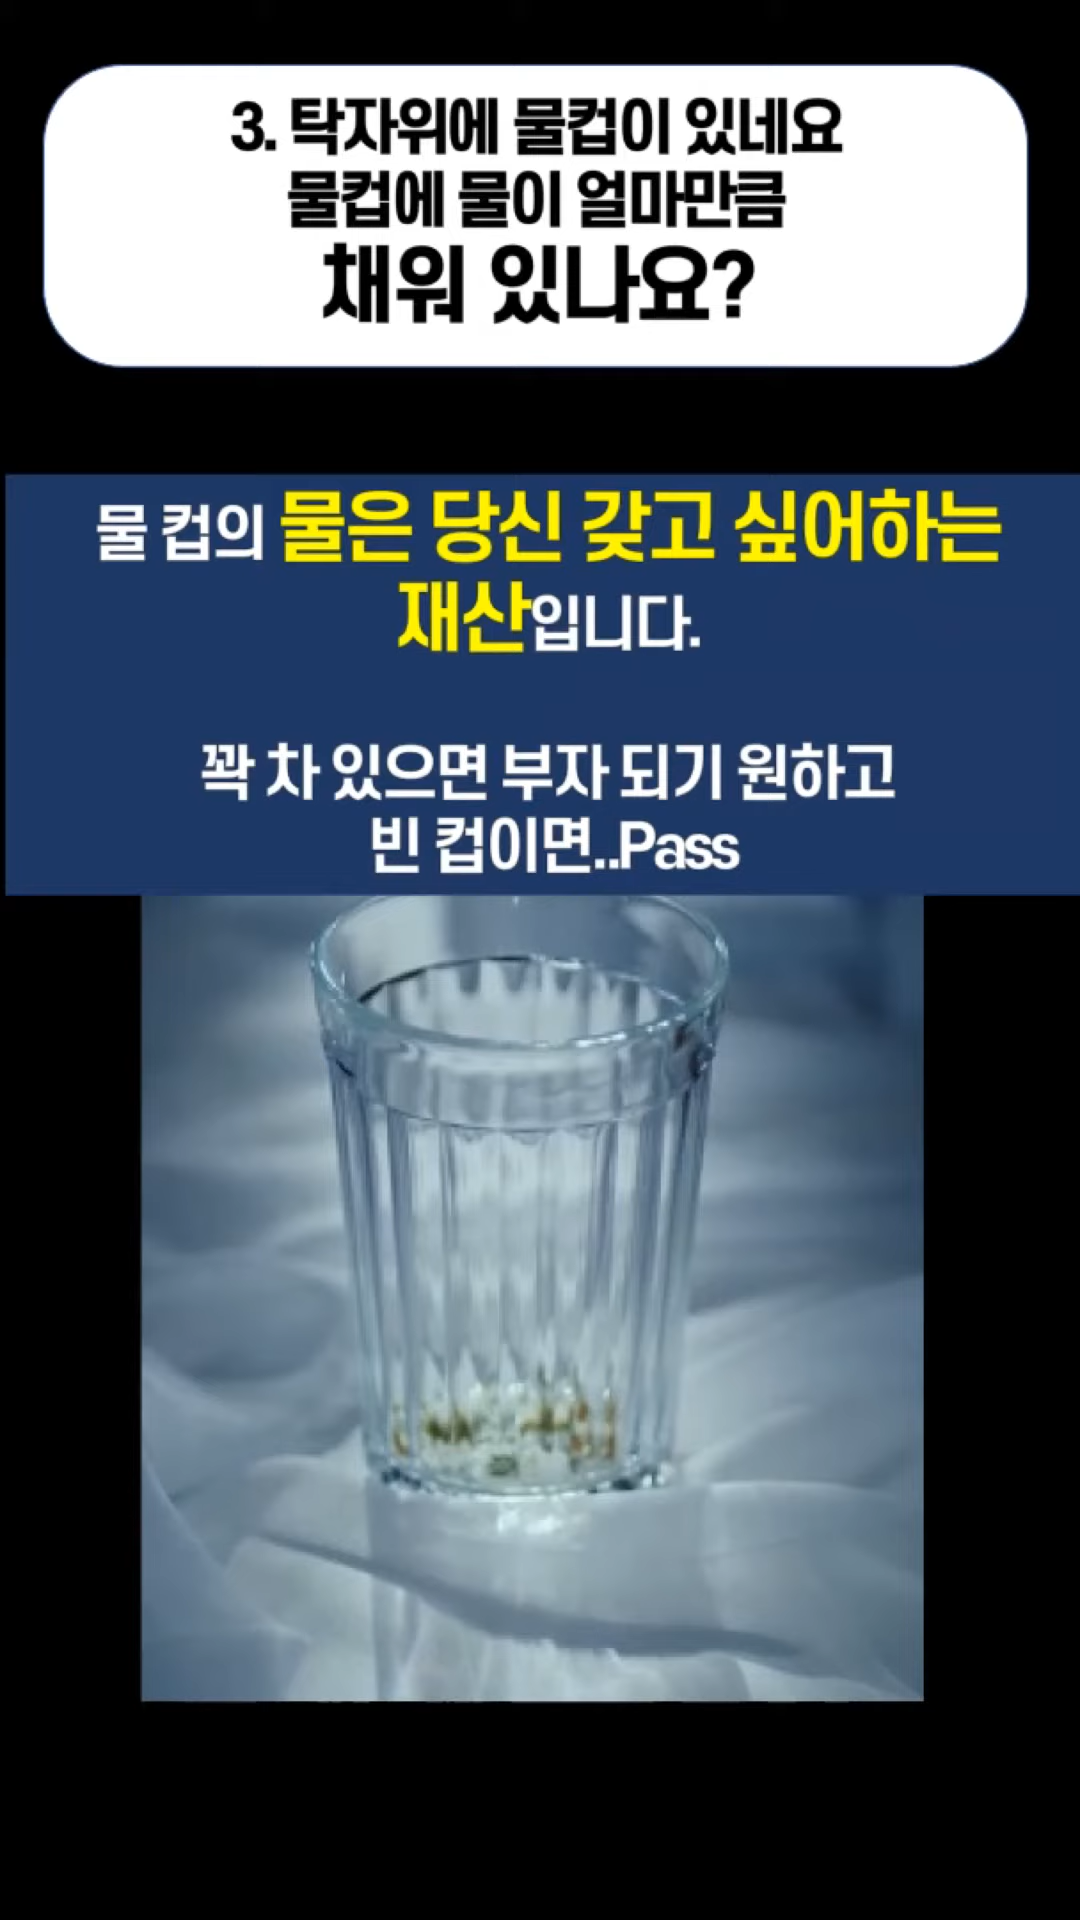 3. 탁자위에 물컵이 있네요
물컵에 물이 얼마만큼
채워 있나요?
물 컵의 물은 당신 갖고 싶어하는
재산입니다.
꽉 차 있으면 부자 되기 원하고
빈 컵이면..Pass